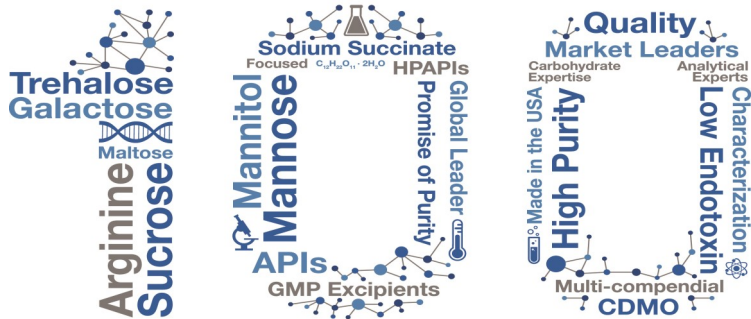 Trehalose
Galactose
Maltose
Arginine
Sucrose
Sodium Succinate
Focused
C₁₂H₂₂O₁₁ · 2H₂O
HPAPIs
Mannitol
Mannose
Promise of Purity
Global Leader
APIs
GMP Excipients
Quality
Market Leaders
Carbohydrate
Expertise
Analytical
Experts
Made in the USA
High Purity
Low Endotoxin
Characterization
Multi-compendial
CDMO